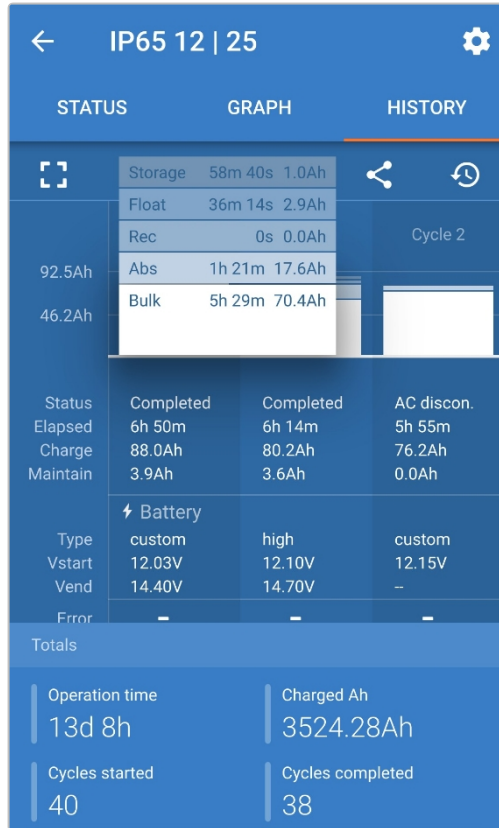 IP65 12 | 25
STATUS GRAPH HISTORY
Storage 58m 40s 1.0Ah
Float 36m 14s 2.9Ah
Rec 0s 0.0Ah
Abs 1h 21m 17.6Ah
Bulk 5h 29m 70.4Ah
Cycle 2
92.5Ah
46.2Ah
Status Completed Completed AC discon.
Elapsed 6h 50m 6h 14m 5h 55m
Charge 88.0Ah 80.2Ah 76.2Ah
Maintain 3.9Ah 3.6Ah 0.0Ah
Battery
Type custom high custom
Vstart 12.03V 12.10V 12.15V
Vend 14.40V 14.70V --
Error - - -
Totals
Operation time Charged Ah
13d 8h 3524.28Ah
Cycles started Cycles completed
40 38